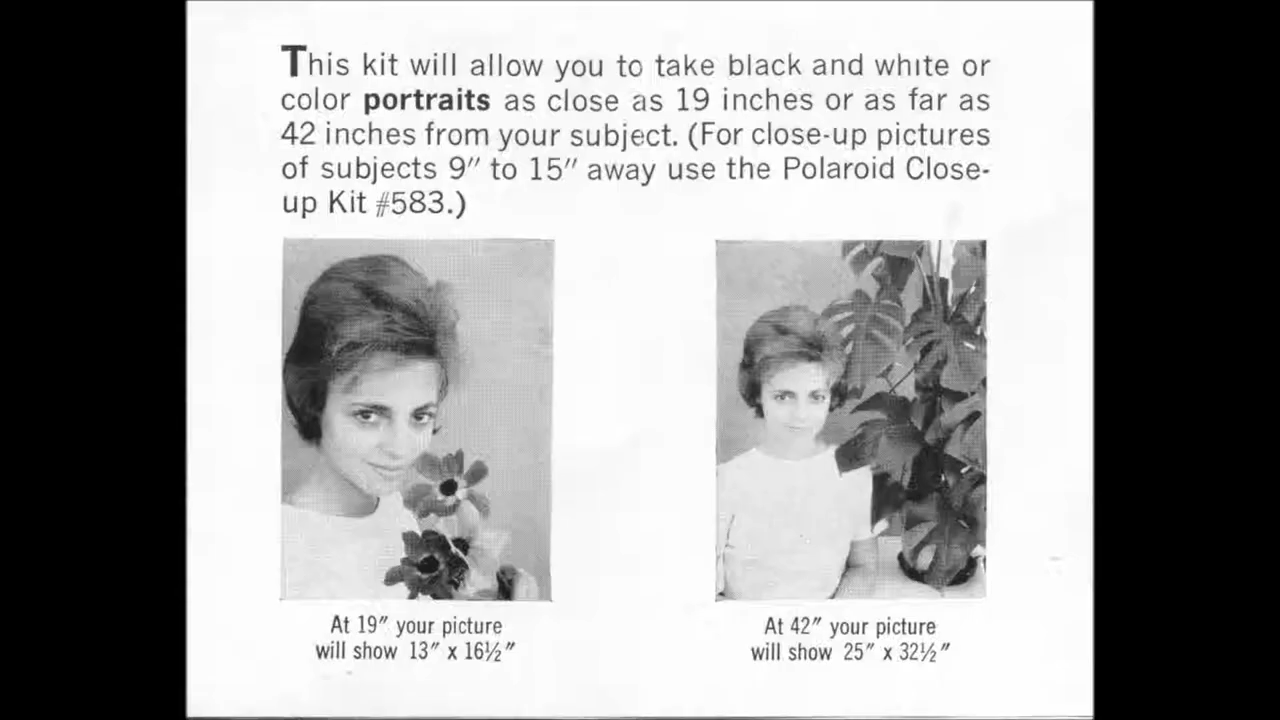 This kit will allow you to take black and white or
color portraits as close as 19 inches or as far as
42 inches from your subject. (For close-up pictures
of subjects 9″ to 15″ away use the Polaroid Close-
up Kit #583.)
At 19″ your picture
will show 13″ x 16½″
At 42″ your picture
will show 25″ x 32½″